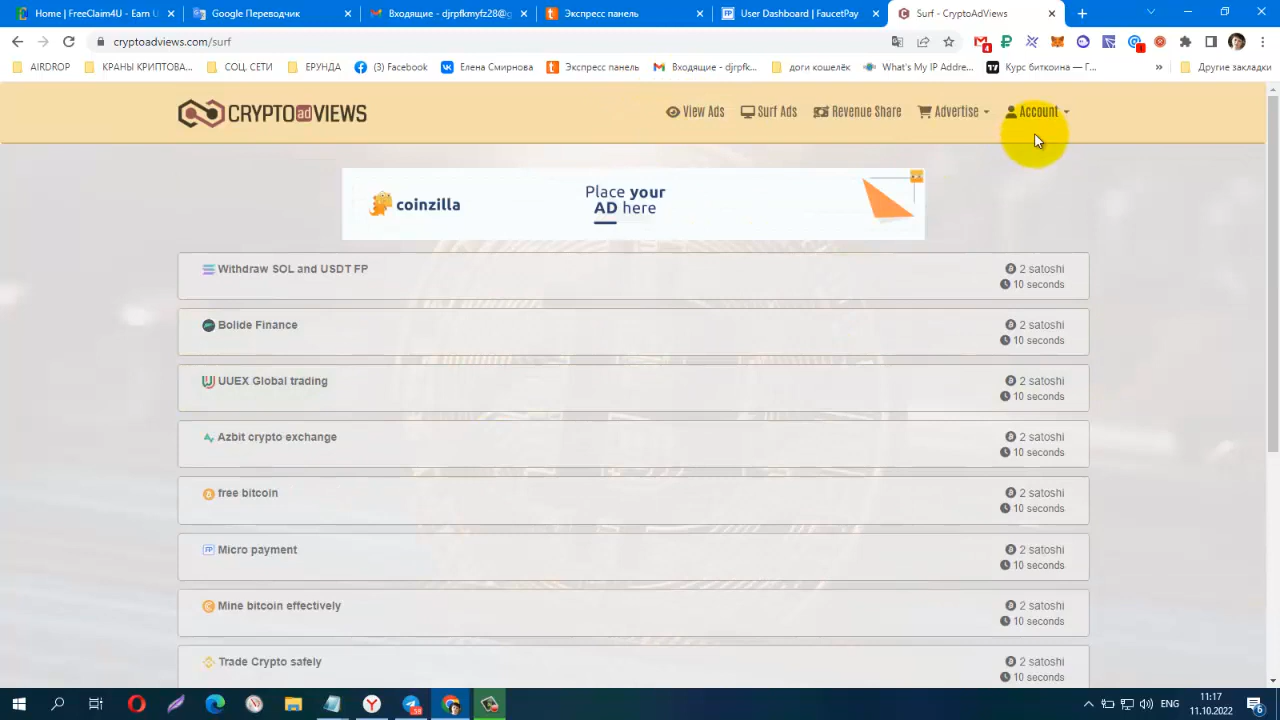 Home | FreeClaim4U - Earn U
Google Переводчик
Входящие - djrpfkmyfz28@g
Экспресс панель
User Dashboard | FaucetPay
Surf - CryptoAdViews
cryptoadviews.com/surf
AIRDROP
КРАНЫ КРИПТОВА...
СОЦ. СЕТИ
ЕРУНДА
(3) Facebook
Елена Смирнова
Экспресс панель
Входящие - djrpfk...
доги кошелёк
What's My IP Addre...
Курс биткоина — Г...
»
Другие закладки
CRYPTO ad VIEWS
View Ads
Surf Ads
Revenue Share
Advertise
Account
coinzilla
Place your
AD here
Withdraw SOL and USDT FP
2 satoshi
10 seconds
Bolide Finance
2 satoshi
10 seconds
UUEX Global trading
2 satoshi
10 seconds
Azbit crypto exchange
2 satoshi
10 seconds
free bitcoin
2 satoshi
10 seconds
Micro payment
2 satoshi
10 seconds
Mine bitcoin effectively
2 satoshi
10 seconds
Trade Crypto safely
2 satoshi
10 seconds
ENG
11:17
11.10.2022